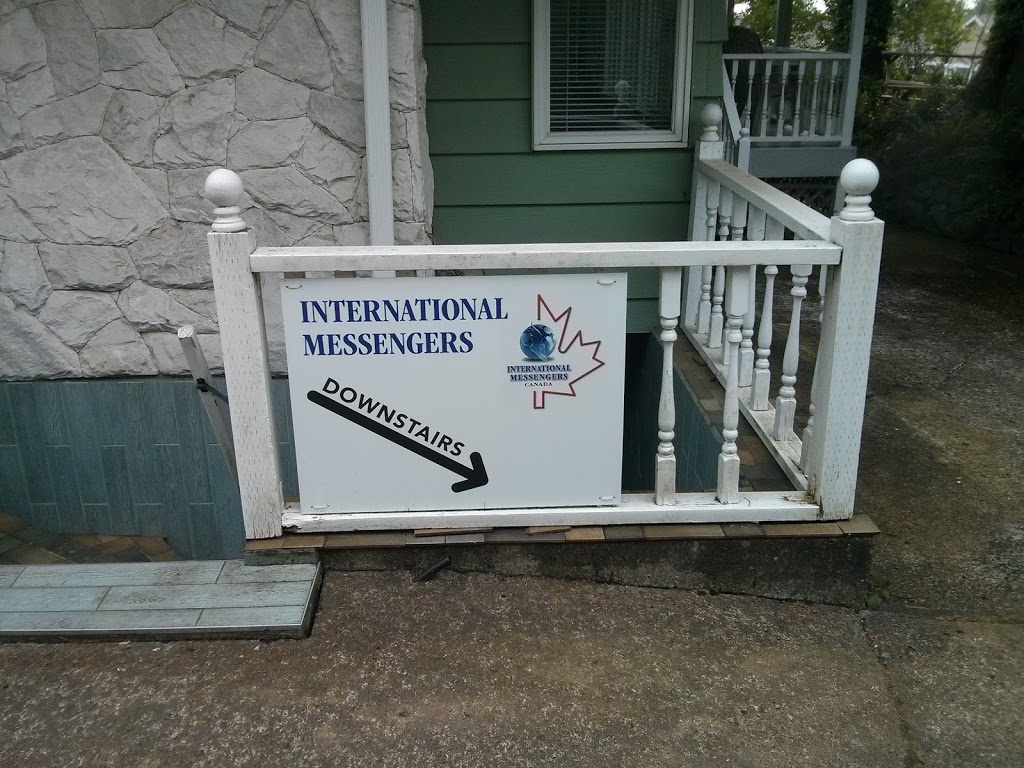 INTERNATIONAL
MESSENGERS
INTERNATIONAL
MESSENGERS
CANADA
DOWNSTAIRS